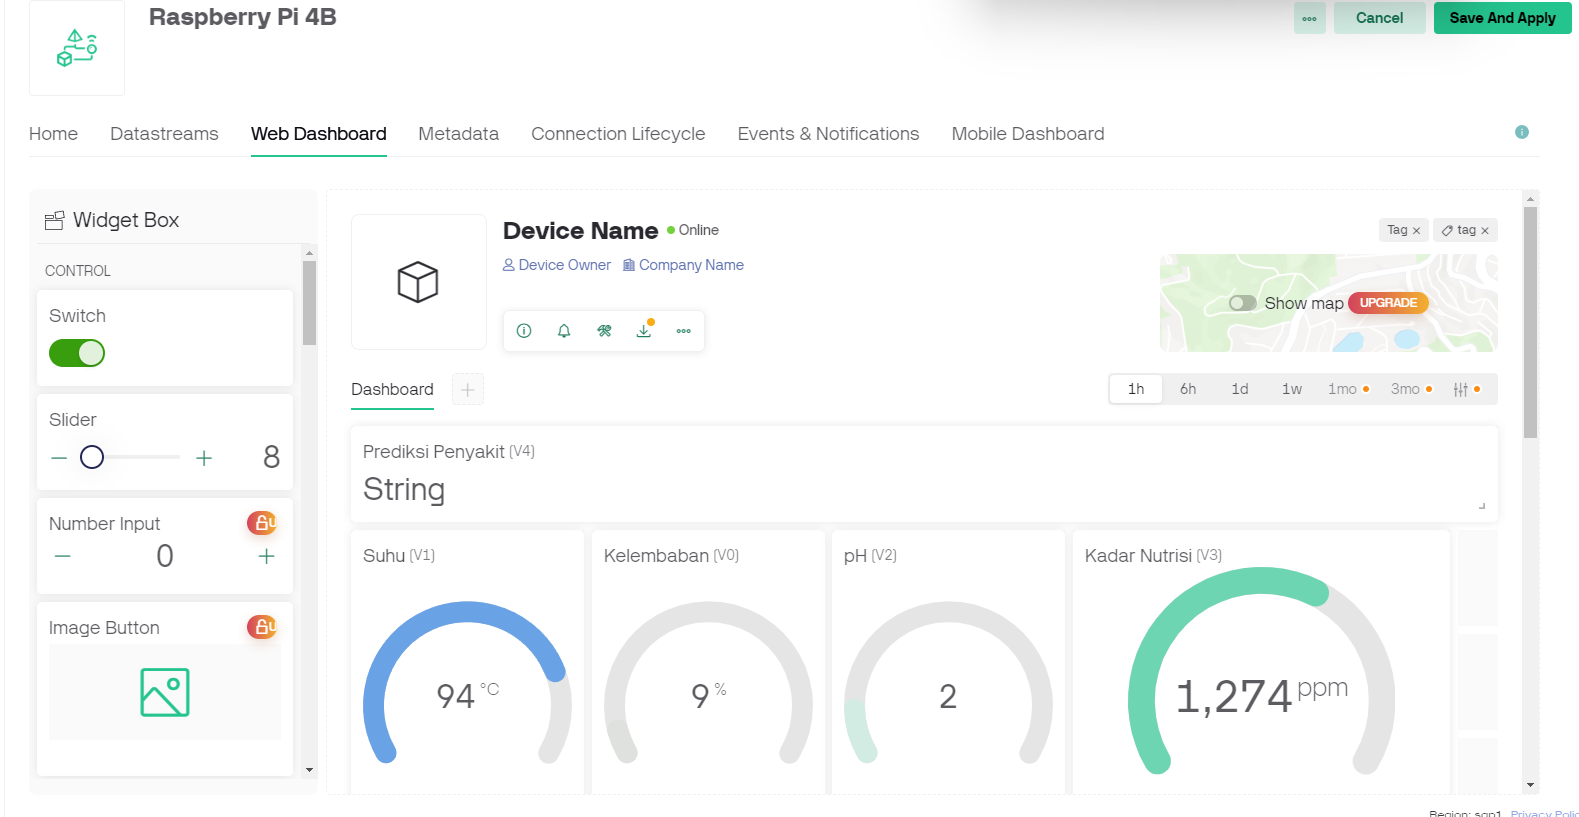 Raspberry Pi 4B
Cancel
Save And Apply
Home Datastreams Web Dashboard Metadata Connection Lifecycle Events & Notifications Mobile Dashboard
Widget Box
CONTROL
Switch
Slider
8
Number Input
0
Image Button
Device Name Online
Device Owner Company Name
Tag × tag ×
Show map UPGRADE
Dashboard
1h 6h 1d 1w 1mo 3mo
Prediksi Penyakit (V4)
String
Suhu (V1)
94 °C
Kelembaban (V0)
9 %
pH (V2)
2
Kadar Nutrisi (V3)
1,274 ppm
Region: sgp1 Privacy Polic